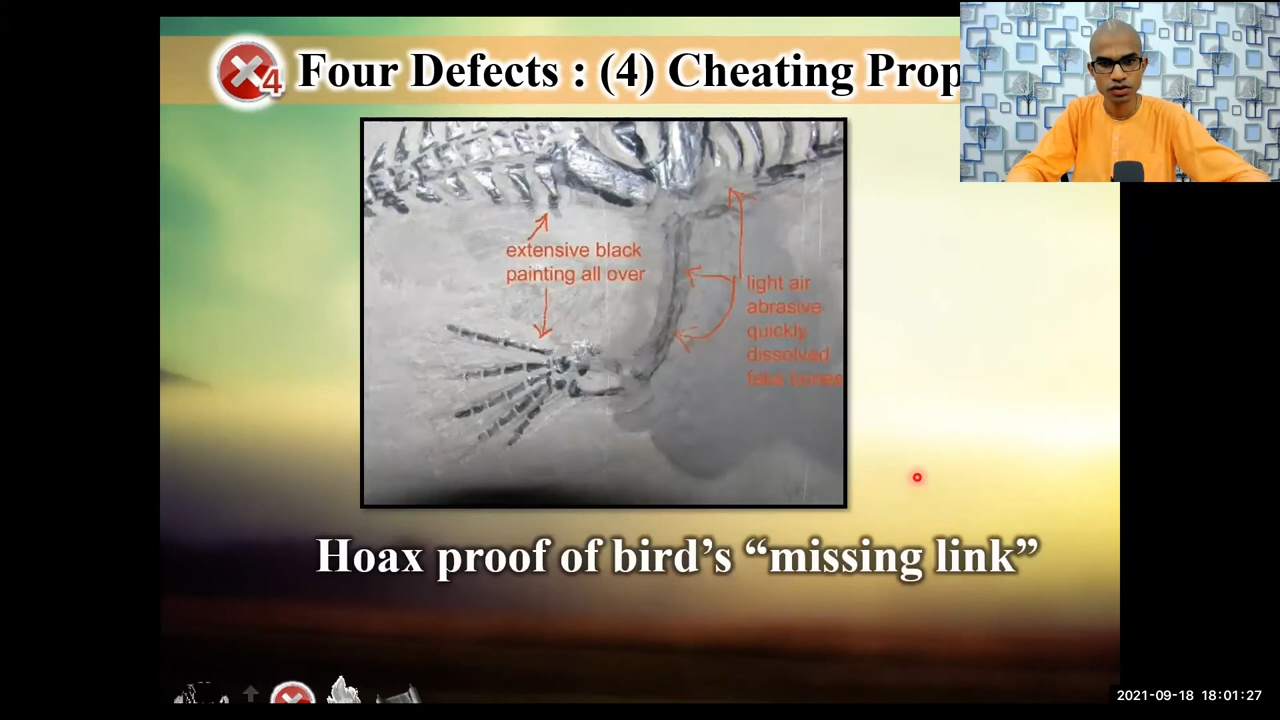 4 Four Defects : (4) Cheating Prop
extensive black
painting all over
light air
abrasive
quickly
dissolved
fake bones
Hoax proof of bird's “missing link”
2021-09-18 18:01:27